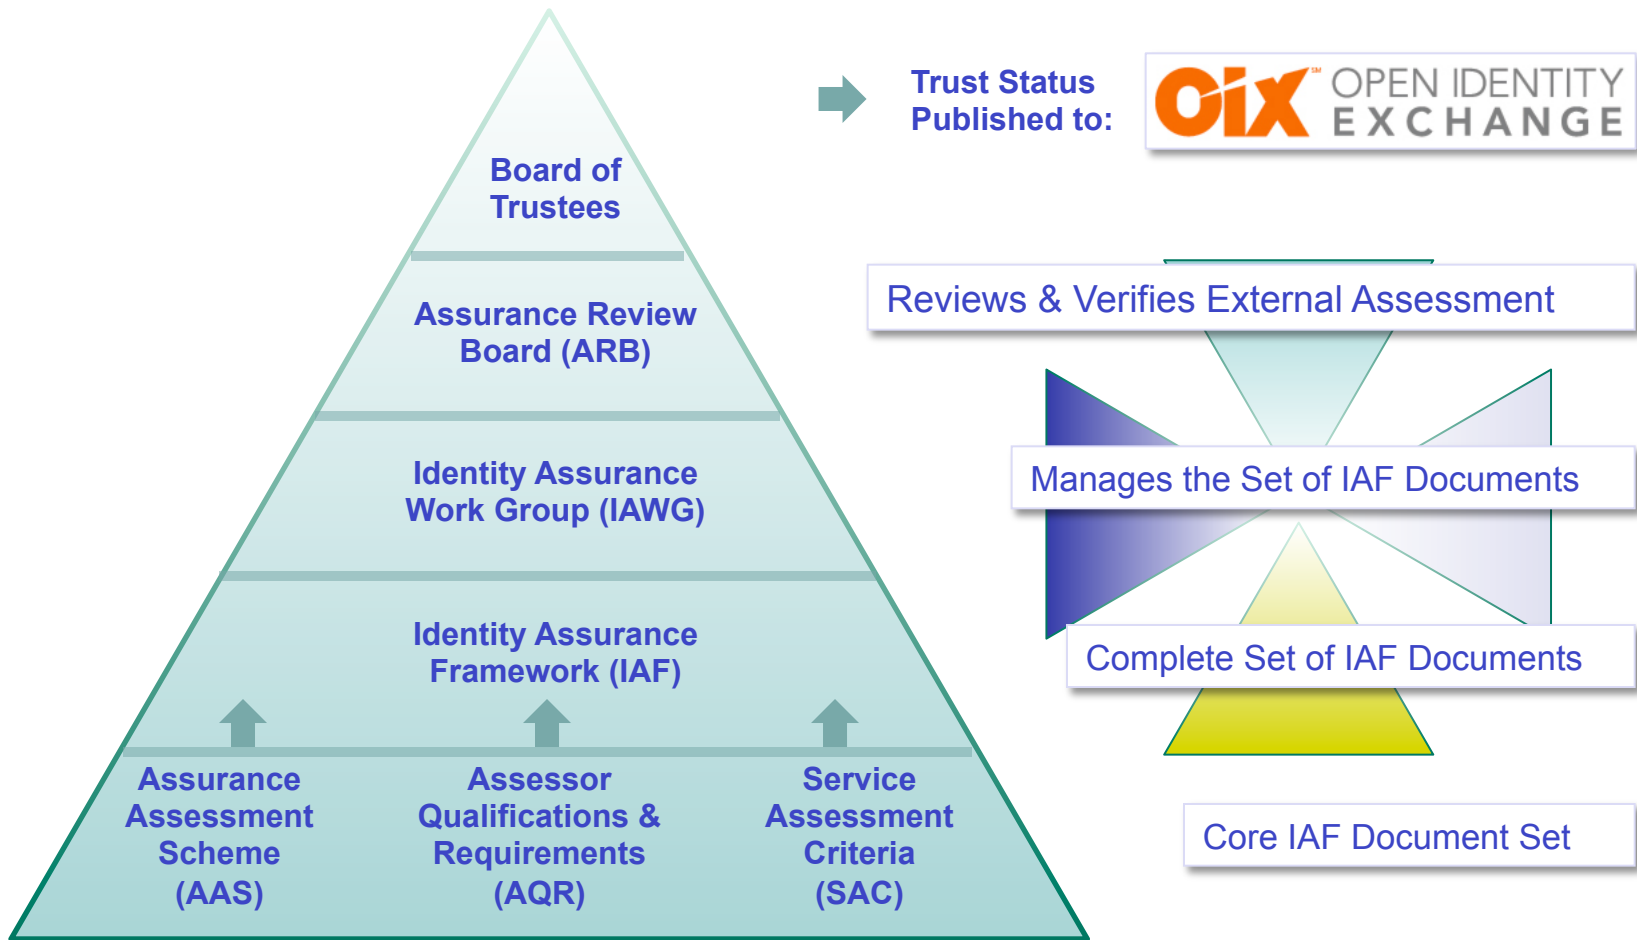 Trust Status
Published to:
OIX SM OPEN IDENTITY
EXCHANGE
Board of
Trustees
Reviews & Verifies External Assessment
Assurance Review
Board (ARB)
Manages the Set of IAF Documents
Identity Assurance
Work Group (IAWG)
Complete Set of IAF Documents
Identity Assurance
Framework (IAF)
Assurance
Assessment
Scheme
(AAS)
Assessor
Qualifications &
Requirements
(AQR)
Service
Assessment
Criteria
(SAC)
Core IAF Document Set